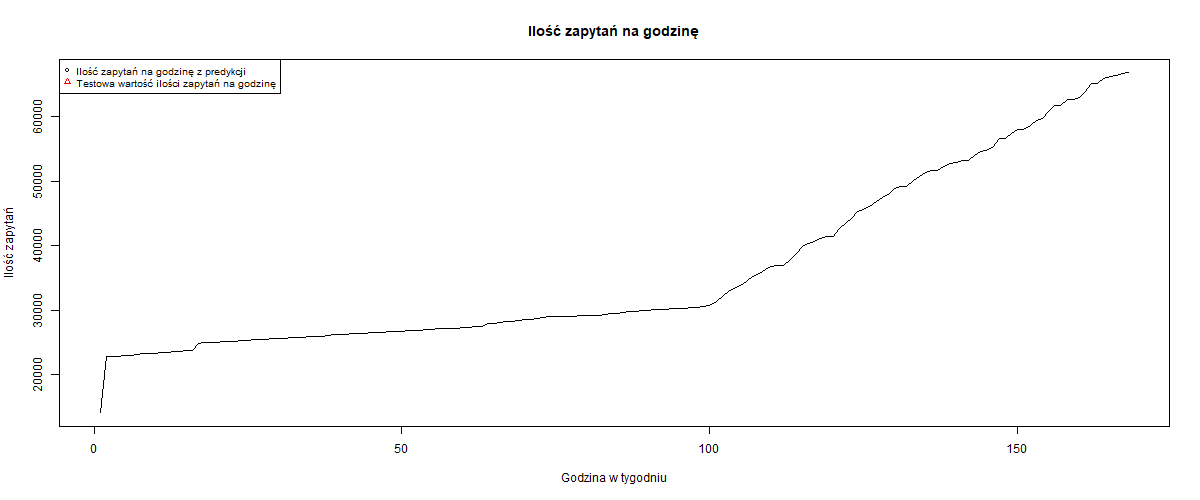 Ilość zapytań na godzinę
Ilość zapytań na godzinę z predykcji
Testowa wartość ilości zapytań na godzinę
Ilość zapytań
60000
50000
40000
30000
20000
0 50 100 150
Godzina w tygodniu